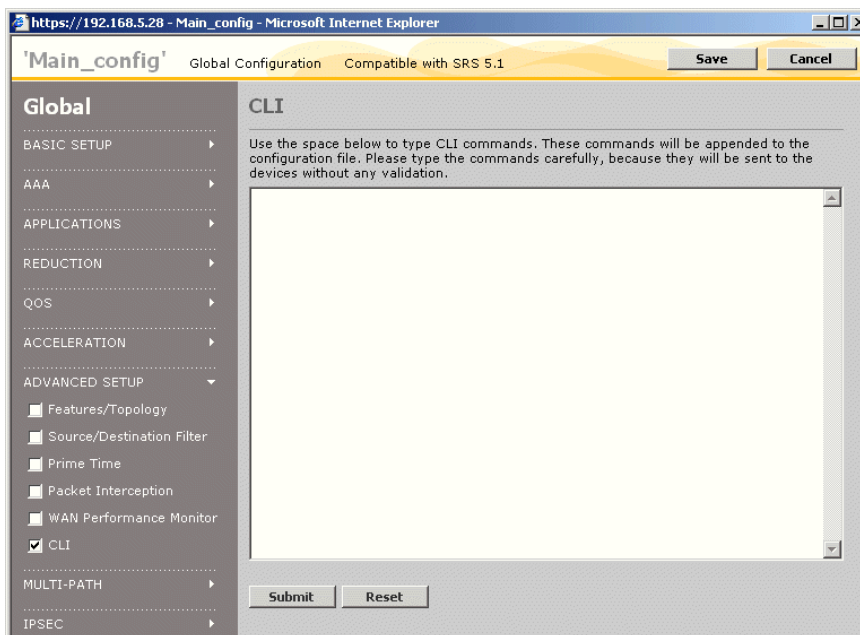 https://192.168.5.28 - Main_config - Microsoft Internet Explorer
'Main_config' Global Configuration Compatible with SRS 5.1 Save Cancel
Global
BASIC SETUP
AAA
APPLICATIONS
REDUCTION
QOS
ACCELERATION
ADVANCED SETUP
Features/Topology
Source/Destination Filter
Prime Time
Packet Interception
WAN Performance Monitor
CLI
MULTI-PATH
IPSEC
CLI
Use the space below to type CLI commands. These commands will be appended to the
configuration file. Please type the commands carefully, because they will be sent to the
devices without any validation.
Submit Reset